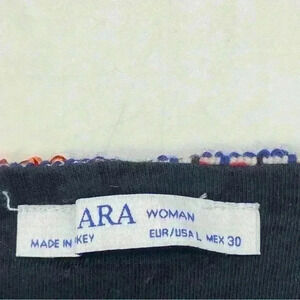 ARA WOMAN
MADE IN KEY EUR/USA L MEX 30